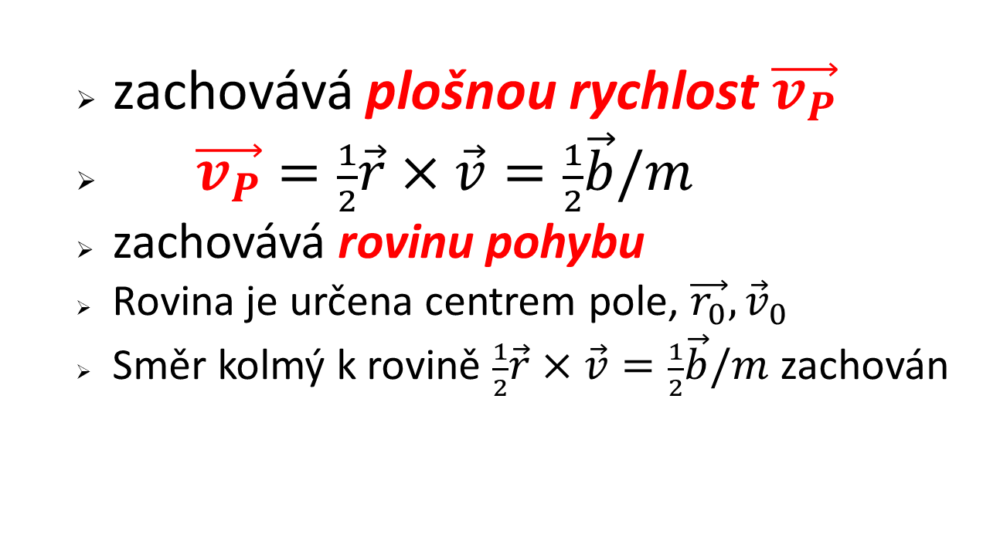 ➢ zachovává plošnou rychlost $\overrightarrow{v_P}$
➢ $\overrightarrow{v_P} = \frac{1}{2}\vec{r} \times \vec{v} = \frac{1}{2}\vec{b}/m$
➢ zachovává rovinu pohybu
➢ Rovina je určena centrem pole, $\overrightarrow{r_0}, \vec{v}_0$
➢ Směr kolmý k rovině $\frac{1}{2}\vec{r} \times \vec{v} = \frac{1}{2}\vec{b}/m$ zachován